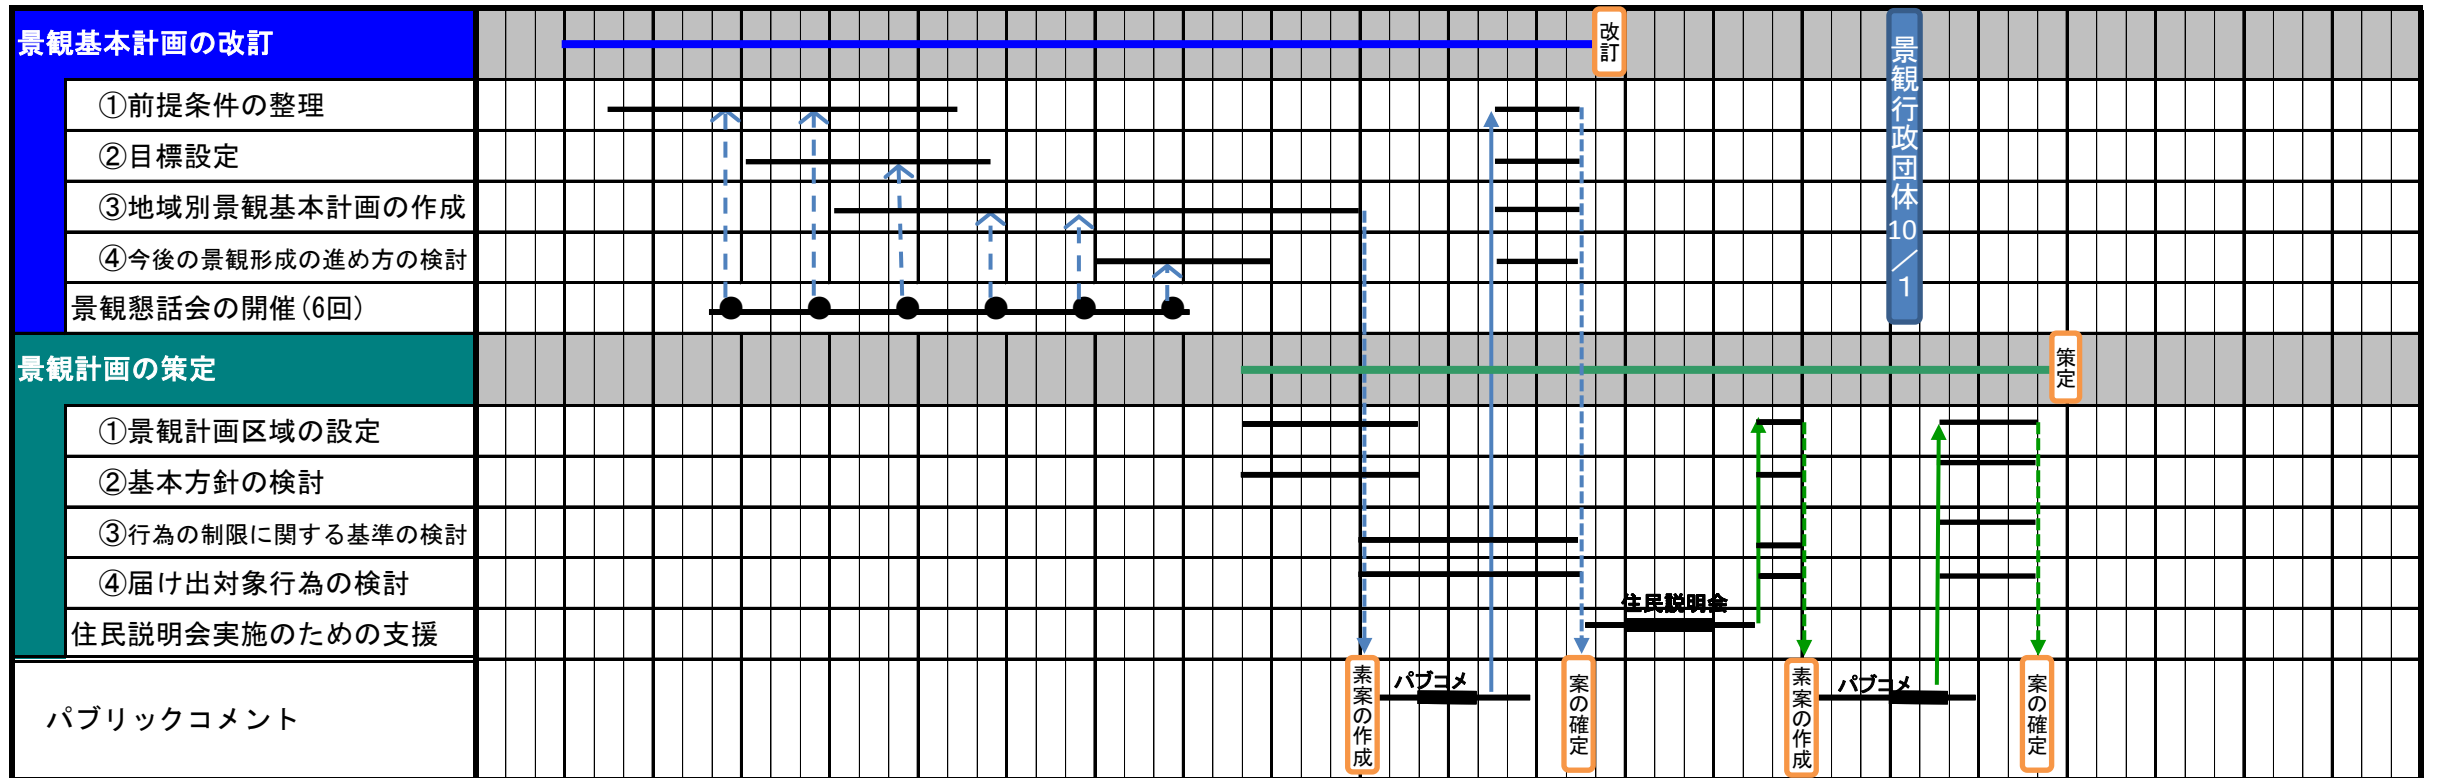 景観基本計画の改訂
改訂
①前提条件の整理
②目標設定
③地域別景観基本計画の作成
④今後の景観形成の進め方の検討
景観懇話会の開催(6回)
景観行政団体10/1
景観計画の策定
策定
①景観計画区域の設定
②基本方針の検討
③行為の制限に関する基準の検討
④届け出対象行為の検討
住民説明会
住民説明会実施のための支援
パブリックコメント
素案の作成
パブコメ
案の確定
素案の作成
パブコメ
案の確定